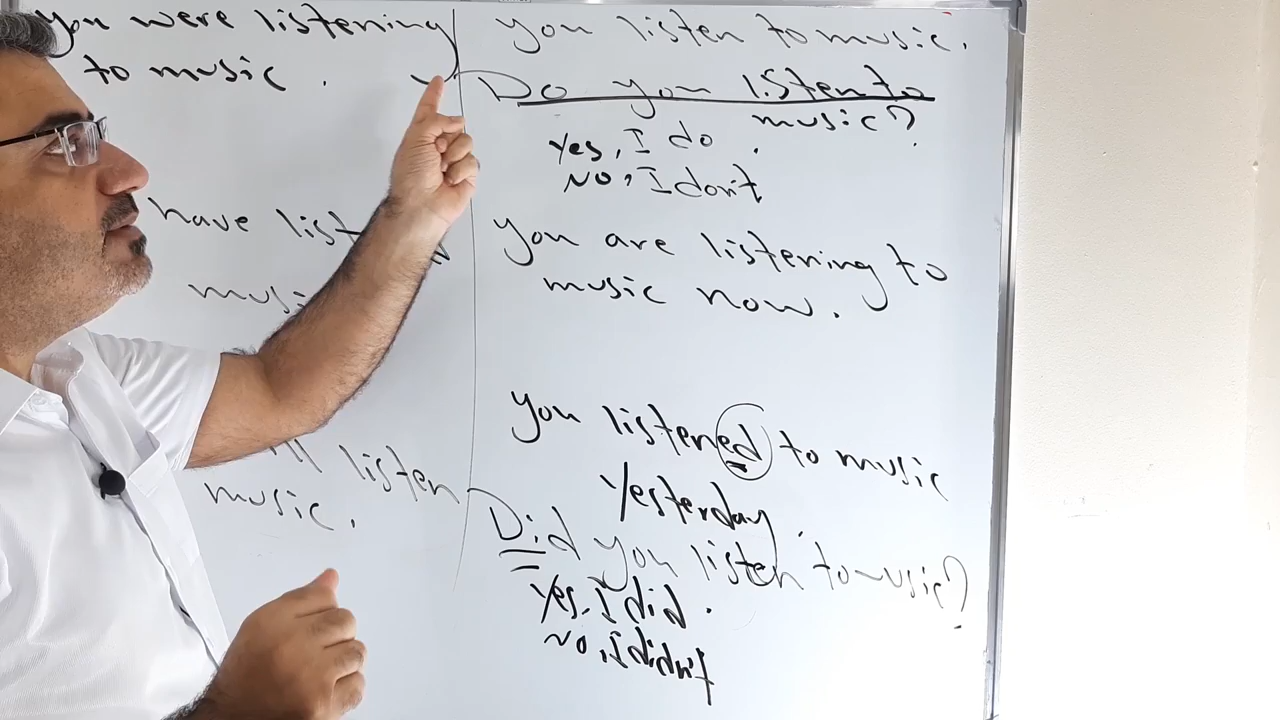 you were listening
to music.
have
music
listen
music.
you listen to music.
Do you listen to
music?
Yes, I do.
No, I don't
you are listening to
music now.
you listened to music
Yesterday.
Did you listen to music?
Yes, I did.
No, I didn't